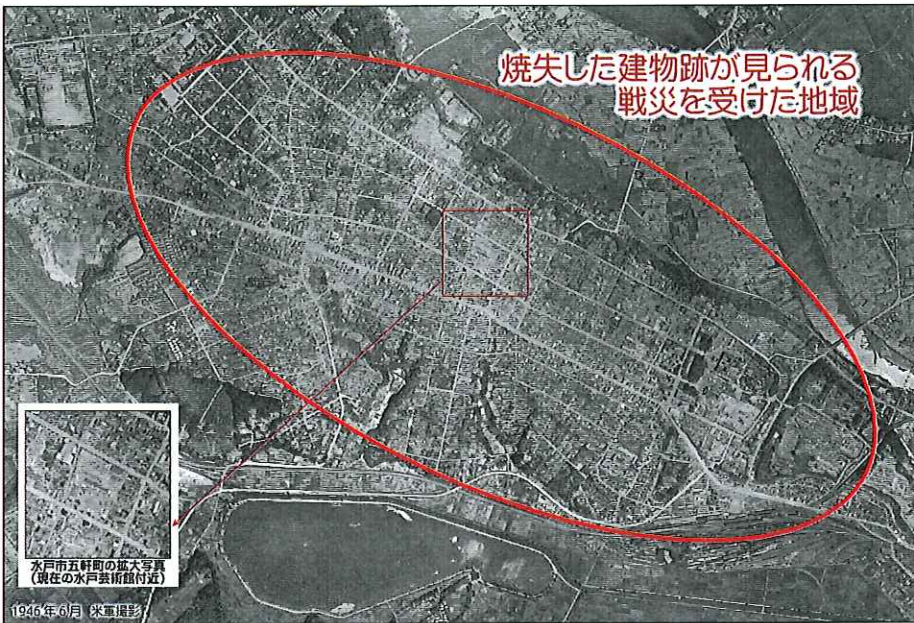 焼失した建物跡が見られる
戦災を受けた地域
水戸市五軒町の拡大写真
(現在の水戸芸術館付近)
1946年6月 米軍撮影